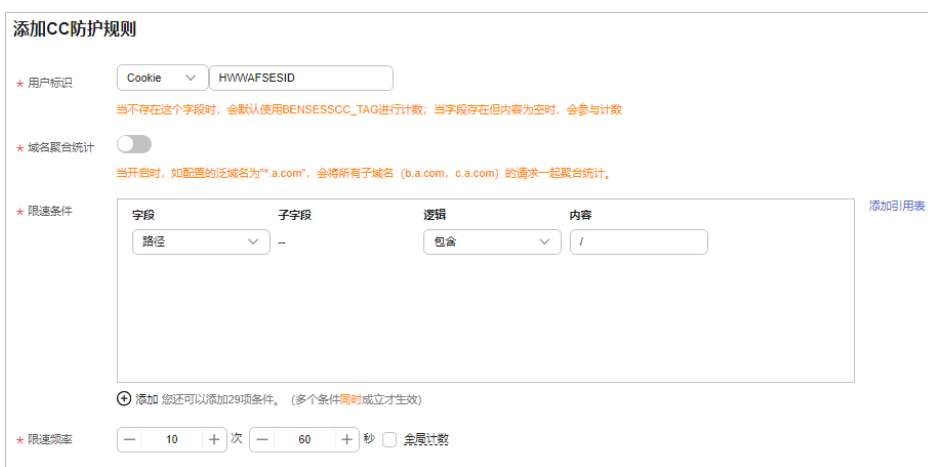 添加CC防护规则
* 用户标识 Cookie HWWAFSESID
当不存在这个字段时，会默认使用BENSESSCC_TAG进行计数；当字段存在但内容为空时，会参与计数
* 域名聚合统计
当开启时，如配置的泛域名为"*.a.com"，会将所有子域名（b.a.com，c.a.com）的请求一起聚合统计。
* 限速条件 字段 子字段 逻辑 内容 添加引用表
路径 -- 包含 /
添加 您还可以添加29项条件。（多个条件同时成立才生效）
* 限速频率 — 10 + 次 — 60 + 秒 全局计数